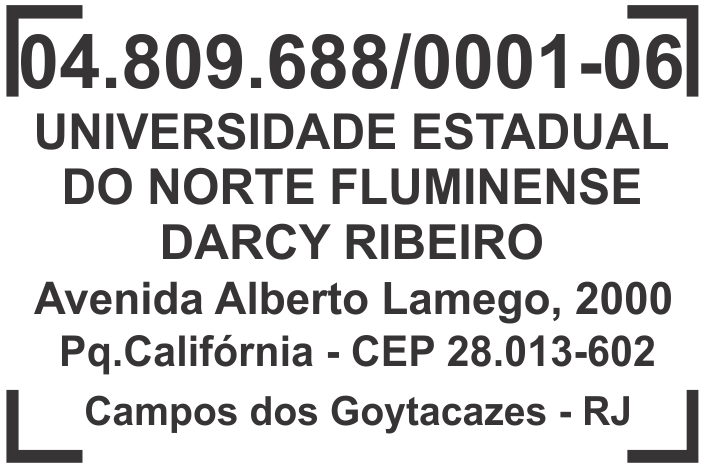 04.809.688/0001-06
UNIVERSIDADE ESTADUAL
DO NORTE FLUMINENSE
DARCY RIBEIRO
Avenida Alberto Lamego, 2000
Pq.Califórnia - CEP 28.013-602
Campos dos Goytacazes - RJ